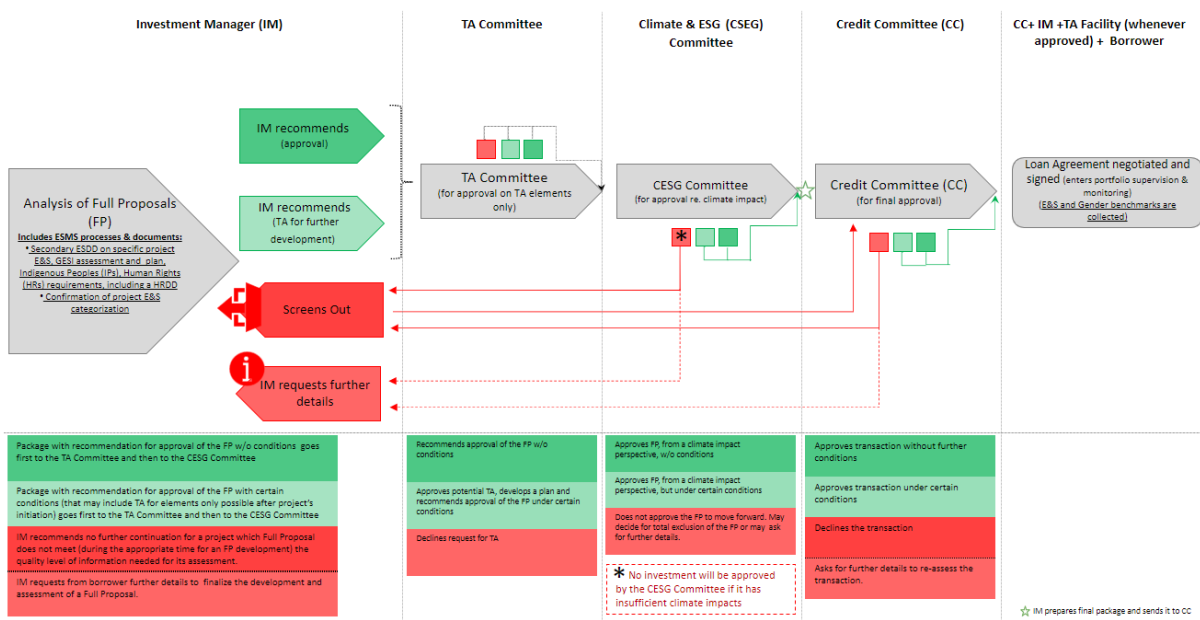 Investment Manager (IM)
TA Committee
Climate & ESG (CSEG)
Committee
Credit Committee (CC)
CC+ IM +TA Facility (whenever
approved) + Borrower
IM recommends
(approval)
IM recommends
(TA for further
development)
Analysis of Full Proposals
(FP)
Includes ESMS processes & documents:
• Secondary ESDD on specific project
E&S, GESI assessment and plan,
Indigenous Peoples (IPs), Human Rights
(HRs) requirements, including a HRDD
• Confirmation of project E&S
categorization
Screens Out
i
IM requests further
details
TA Committee
(for approval on TA elements
only)
CESG Committee
(for approval re. climate impact)
*
Credit Committee (CC)
(for final approval)
Loan Agreement negotiated and
signed (enters portfolio supervision &
monitoring)
(E&S and Gender benchmarks are
collected)
Package with recommendation for approval of the FP w/o conditions goes
first to the TA Committee and then to the CESG Committee
Package with recommendation for approval of the FP with certain
conditions (that may include TA for elements only possible after project's
initiation) goes first to the TA Committee and then to the CESG Committee
IM recommends no further continuation for a project which Full Proposal
does not meet (during the appropriate time for an FP development) the
quality level of information needed for its assessment.
IM requests from borrower further details to finalize the development and
assessment of a Full Proposal.
Recommends approval of the FP w/o
conditions
Approves potential TA, develops a plan and
recommends approval of the FP under certain
conditions
Declines request for TA
Approves FP, from a climate impact
perspective, w/o conditions
Approves FP, from a climate impact
perspective, but under certain conditions
Does not approve the FP to move forward. May
decide for total exclusion of the FP or may ask
for further details.
* No investment will be approved
by the CESG Committee if it has
insufficient climate impacts
Approves transaction without further
conditions
Approves transaction under certain
conditions
Declines the transaction
Asks for further details to re-assess the
transaction.
IM prepares final package and sends it to CC